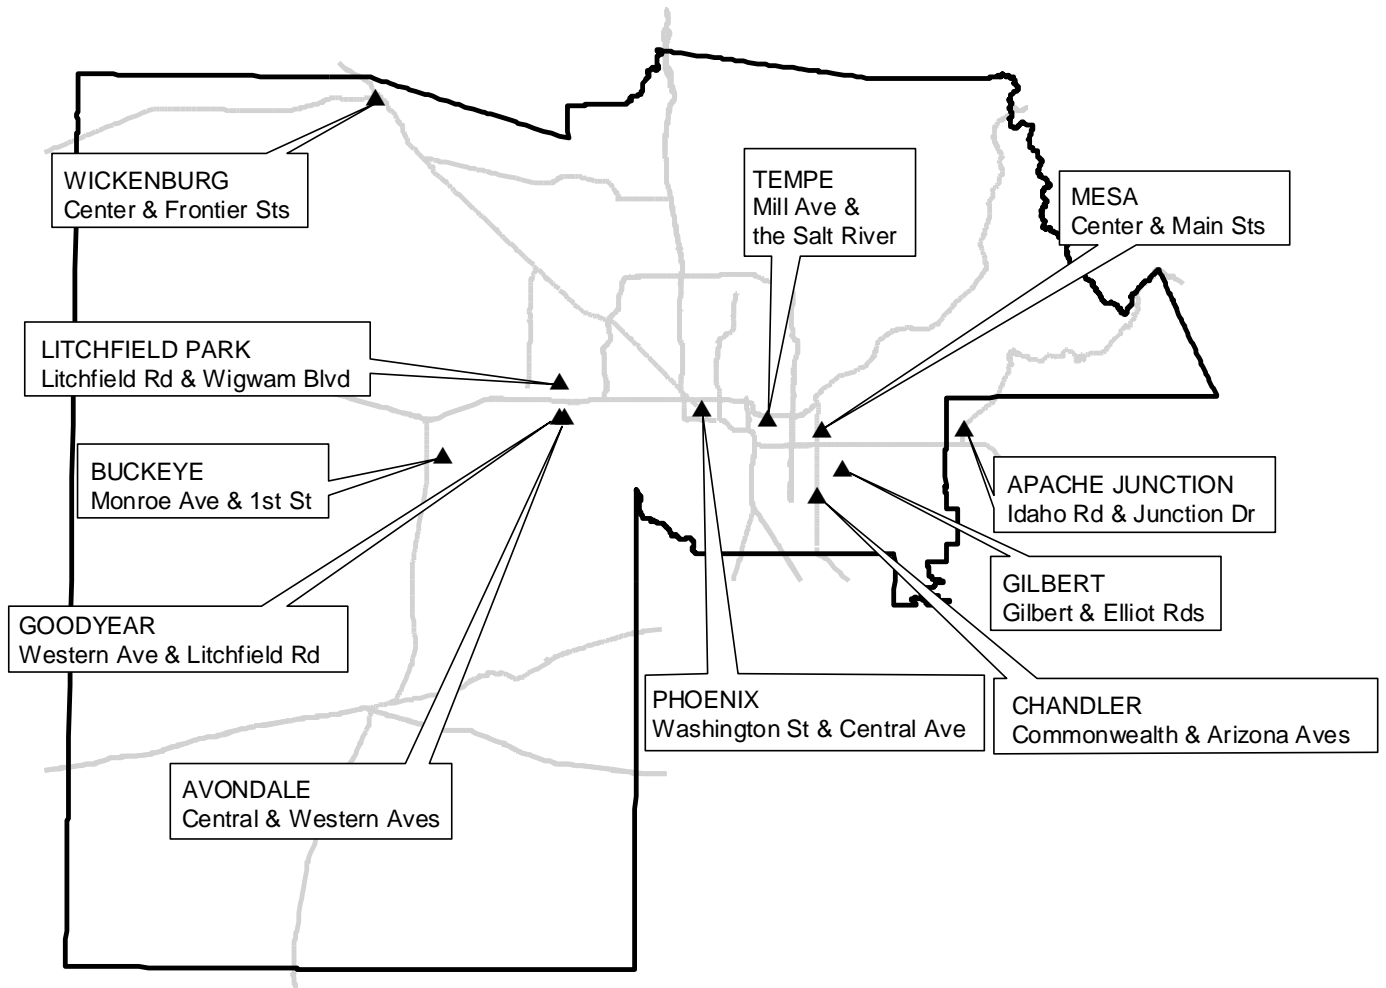 WICKENBURG
Center & Frontier Sts
TEMPE
Mill Ave &
the Salt River
MESA
Center & Main Sts
LITCHFIELD PARK
Litchfield Rd & Wigwam Blvd
BUCKEYE
Monroe Ave & 1st St
APACHE JUNCTION
Idaho Rd & Junction Dr
GILBERT
Gilbert & Elliot Rds
GOODYEAR
Western Ave & Litchfield Rd
PHOENIX
Washington St & Central Ave
CHANDLER
Commonwealth & Arizona Aves
AVONDALE
Central & Western Aves